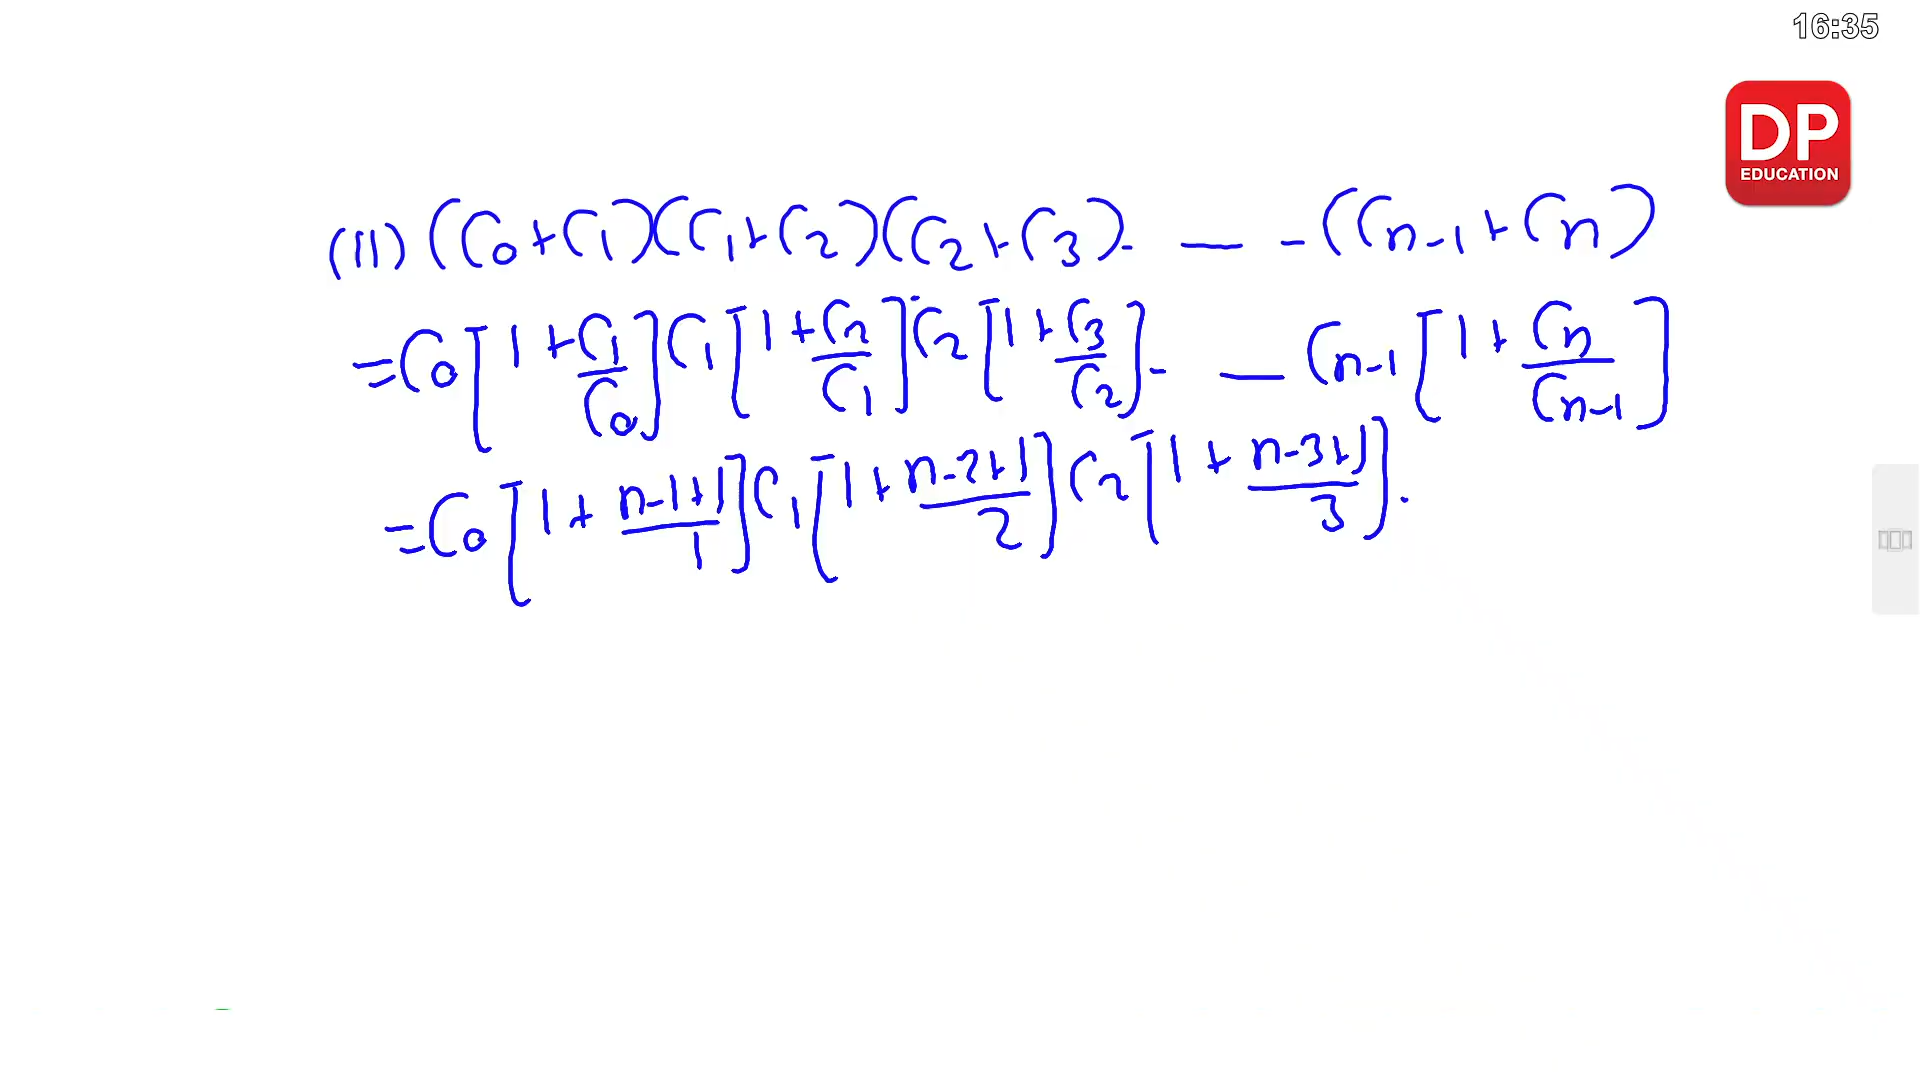 16:35
DP
EDUCATION
(II) (C₀+C₁)(C₁+C₂)(C₂+C₃). — -(Cₙ₋₁+Cₙ)
=C₀[1+C₁/C₀]C₁[1+C₂/C₁]C₂[1+C₃/C₂]- — Cₙ₋₁[1+Cₙ/Cₙ₋₁]
=C₀[1+(n-1+1)/1]C₁[1+(n-2+1)/2]C₂[1+(n-3+1)/3].